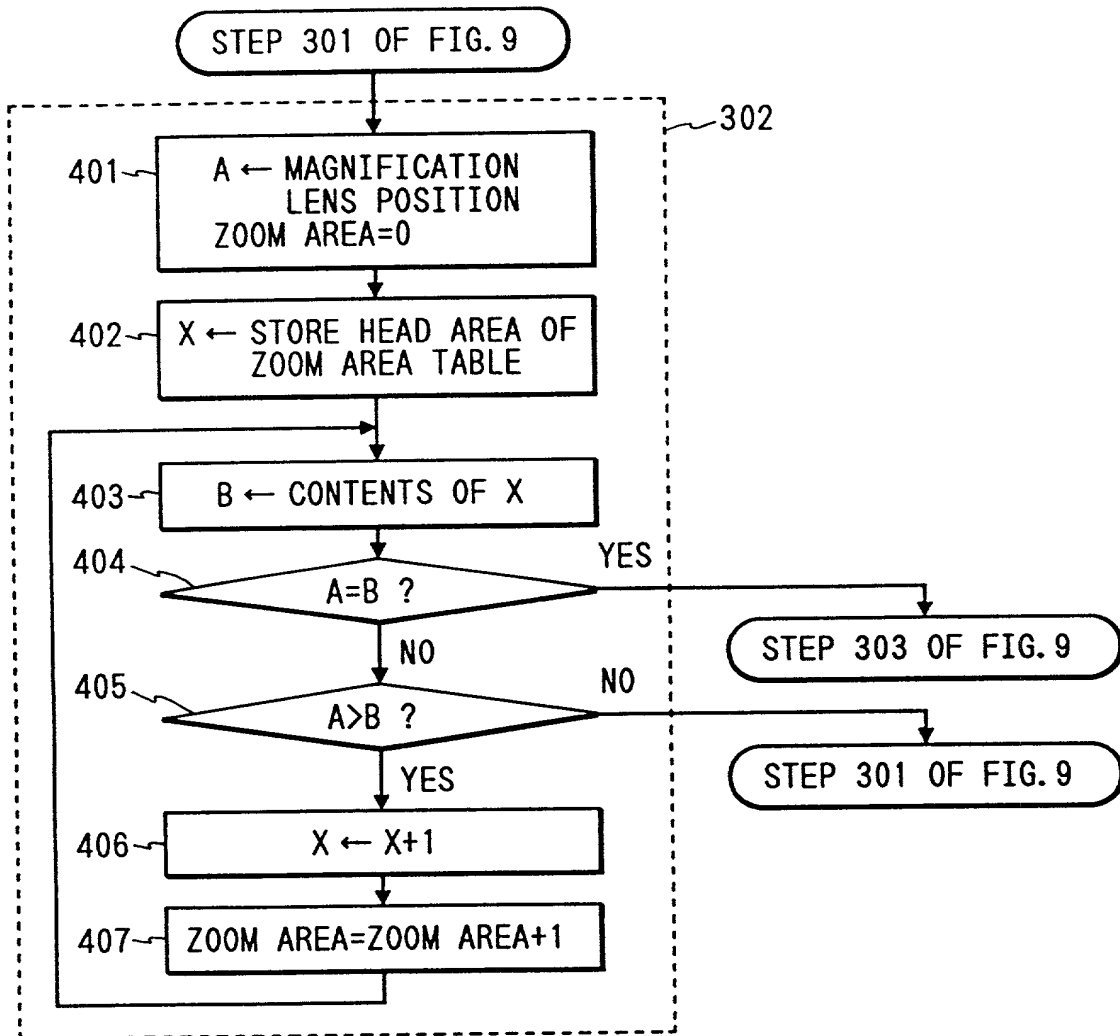 STEP 301 OF FIG. 9
302
401
A ← MAGNIFICATION
LENS POSITION
ZOOM AREA=0
402
X ← STORE HEAD AREA OF
ZOOM AREA TABLE
403
B ← CONTENTS OF X
404
A=B ?
YES
STEP 303 OF FIG. 9
NO
405
A>B ?
NO
STEP 301 OF FIG. 9
YES
406
X ← X+1
407
ZOOM AREA=ZOOM AREA+1